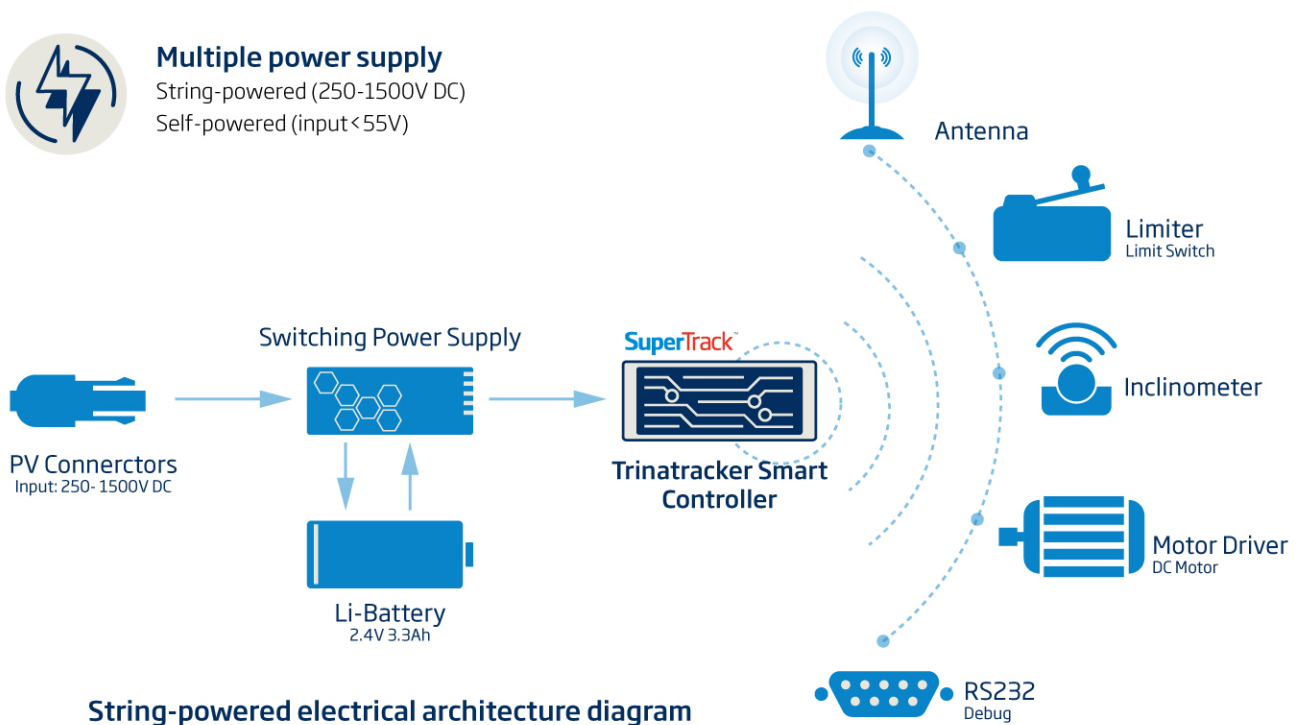 Multiple power supply
String-powered (250-1500V DC)
Self-powered (input<55V)
Antenna
Limiter
Limit Switch
Switching Power Supply
SuperTrack™
Inclinometer
PV Connerctors
Input: 250- 1500V DC
Trinatracker Smart
Controller
Motor Driver
DC Motor
Li-Battery
2.4V 3.3Ah
RS232
Debug
String-powered electrical architecture diagram